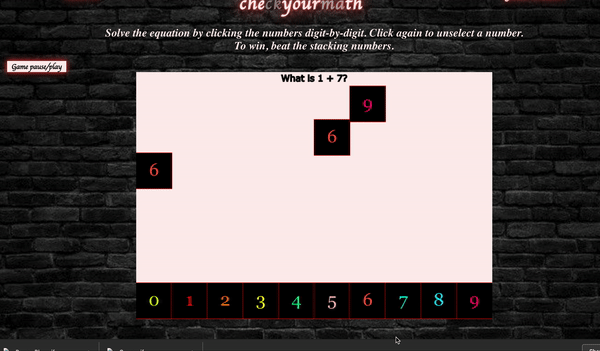 checkyourmath
Solve the equation by clicking the numbers digit-by-digit. Click again to unselect a number.
To win, beat the stacking numbers.
Game pause/play
What is 1 + 7?
9
6
6
0 1 2 3 4 5 6 7 8 9